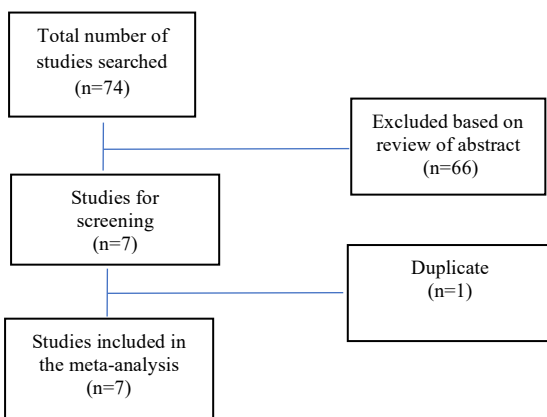 Total number of
studies searched
(n=74)
Excluded based on
review of abstract
(n=66)
Studies for
screening
(n=7)
Duplicate
(n=1)
Studies included in
the meta-analysis
(n=7)